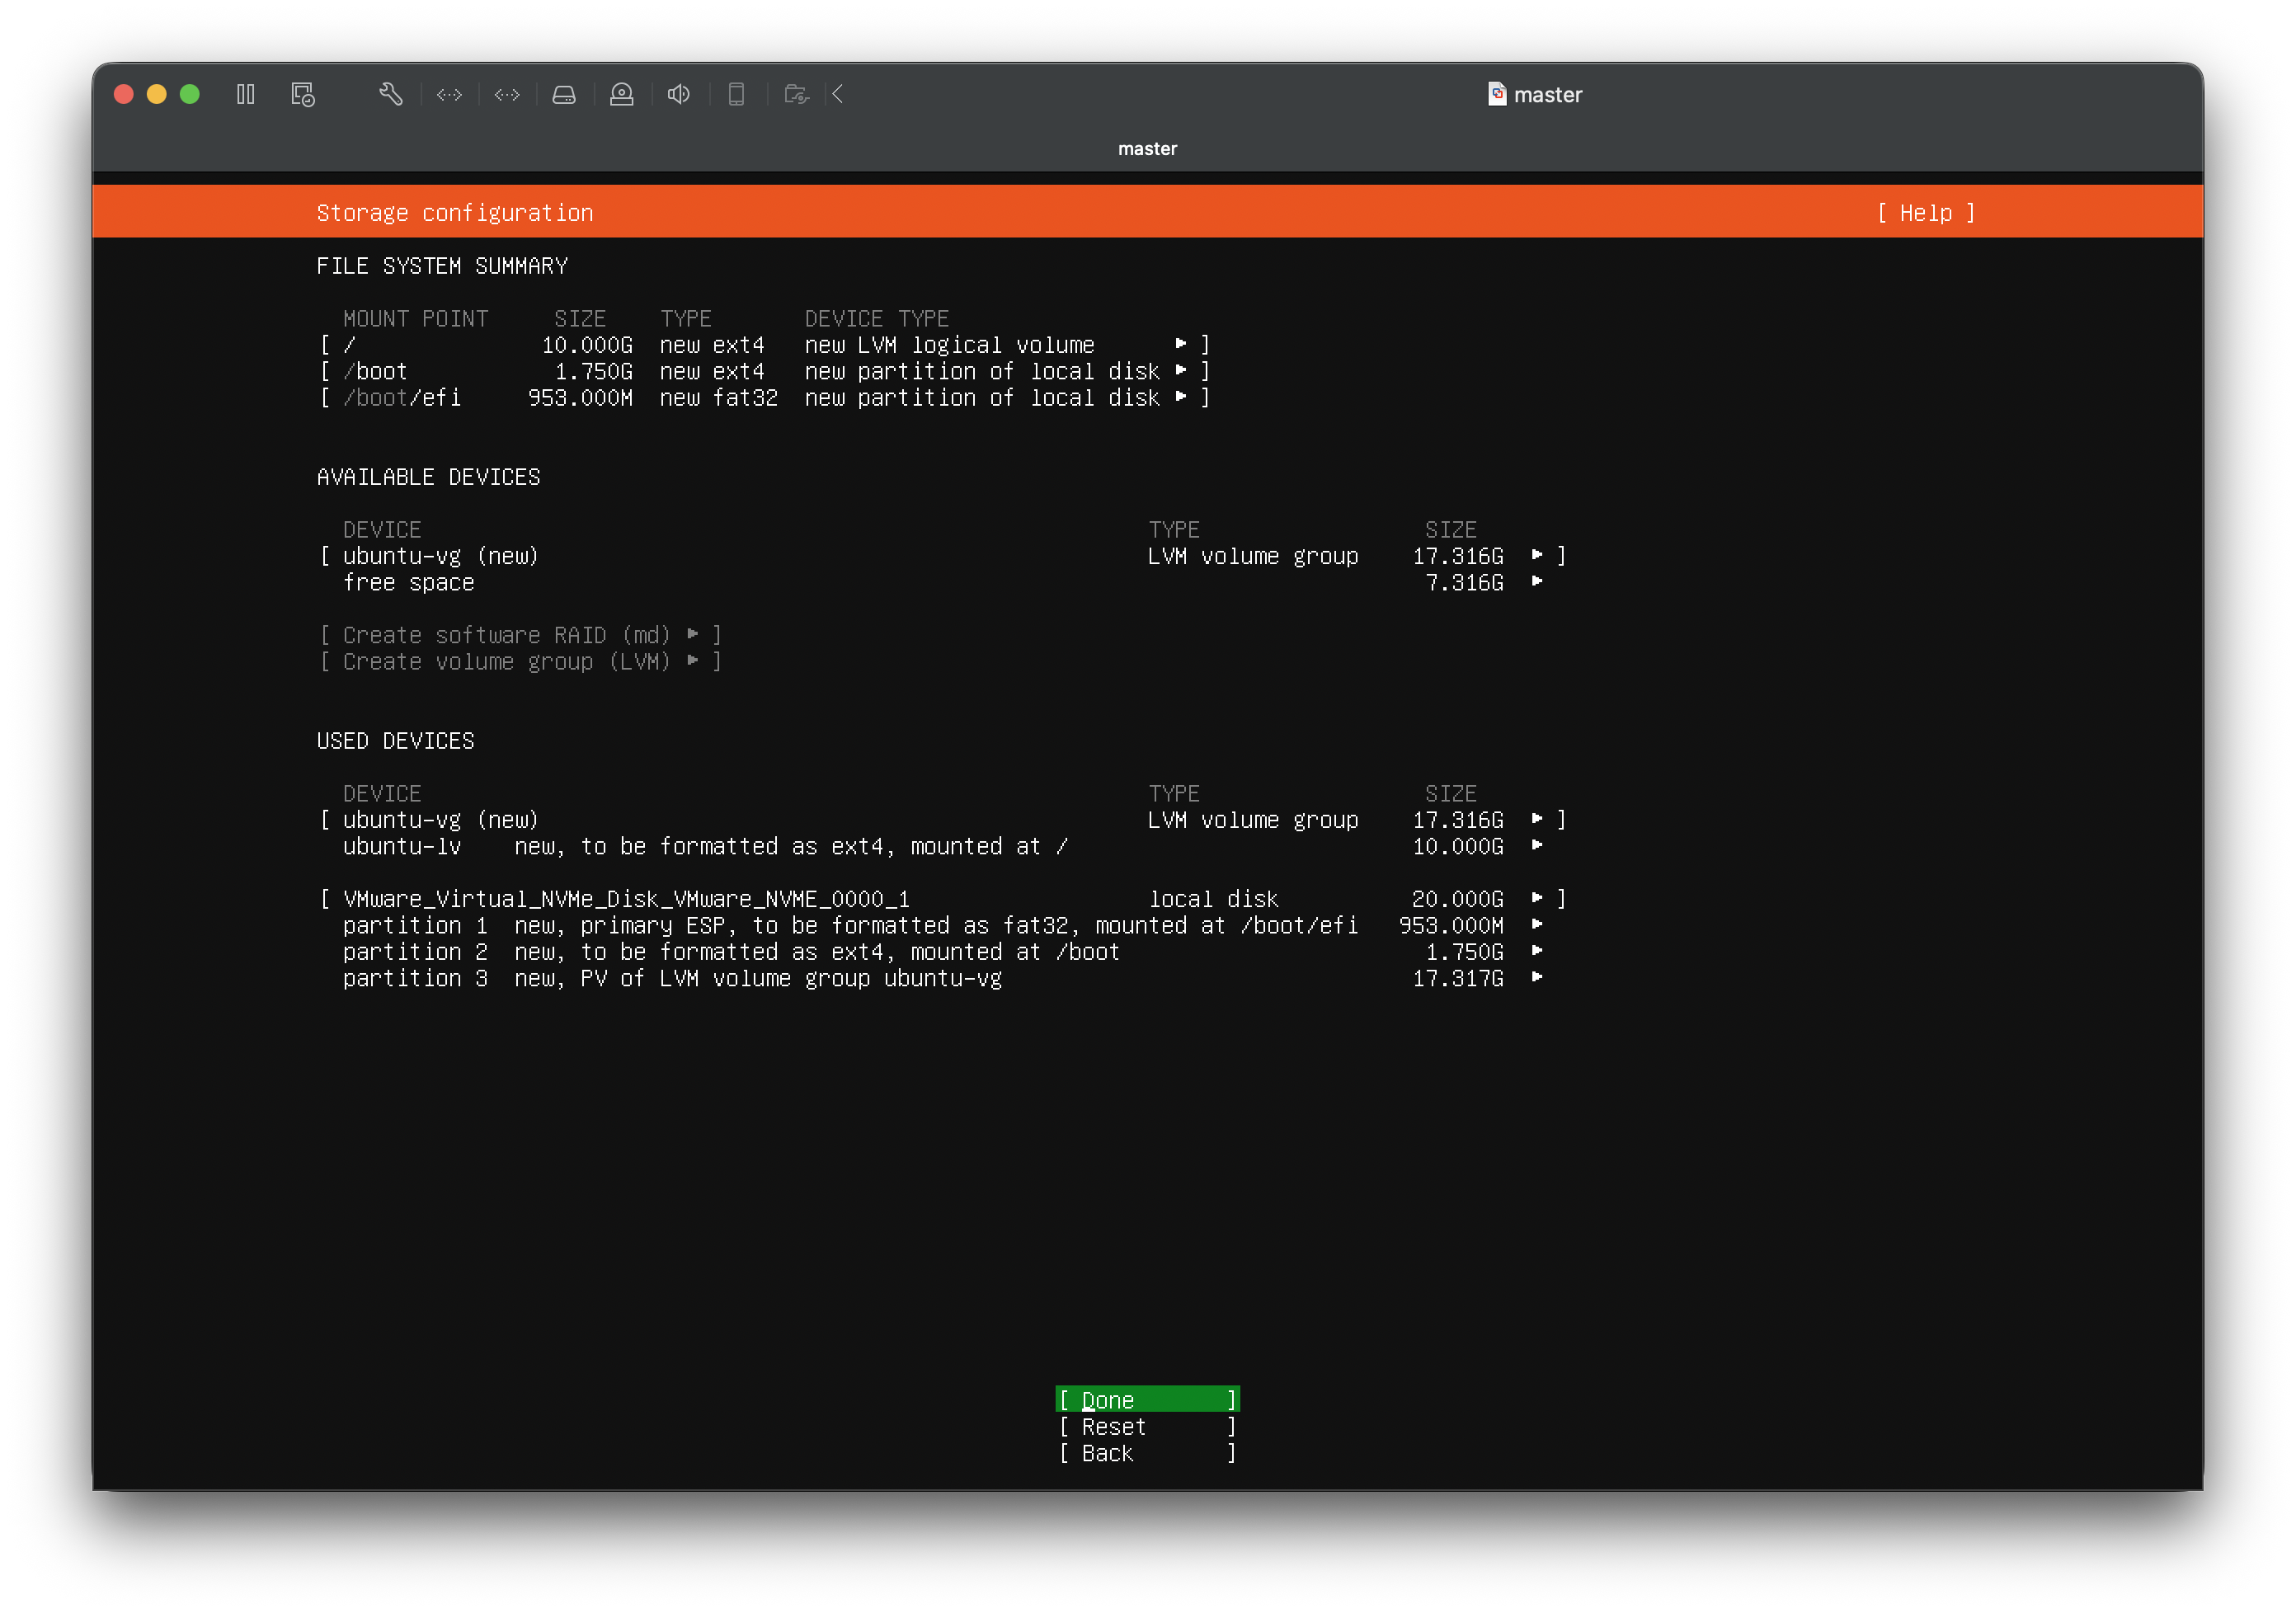 master
master
Storage configuration [ Help ]
FILE SYSTEM SUMMARY
MOUNT POINT SIZE TYPE DEVICE TYPE
[ / 10.000G new ext4 new LVM logical volume ▸ ]
[ /boot 1.750G new ext4 new partition of local disk ▸ ]
[ /boot/efi 953.000M new fat32 new partition of local disk ▸ ]
AVAILABLE DEVICES
DEVICE TYPE SIZE
[ ubuntu-vg (new) LVM volume group 17.316G ▸ ]
free space 7.316G ▸
[ Create software RAID (md) ▸ ]
[ Create volume group (LVM) ▸ ]
USED DEVICES
DEVICE TYPE SIZE
[ ubuntu-vg (new) LVM volume group 17.316G ▸ ]
ubuntu-lv new, to be formatted as ext4, mounted at / 10.000G ▸
[ VMware_Virtual_NVMe_Disk_VMware_NVME_0000_1 local disk 20.000G ▸ ]
partition 1 new, primary ESP, to be formatted as fat32, mounted at /boot/efi 953.000M ▸
partition 2 new, to be formatted as ext4, mounted at /boot 1.750G ▸
partition 3 new, PV of LVM volume group ubuntu-vg 17.317G ▸
[ Done ]
[ Reset ]
[ Back ]